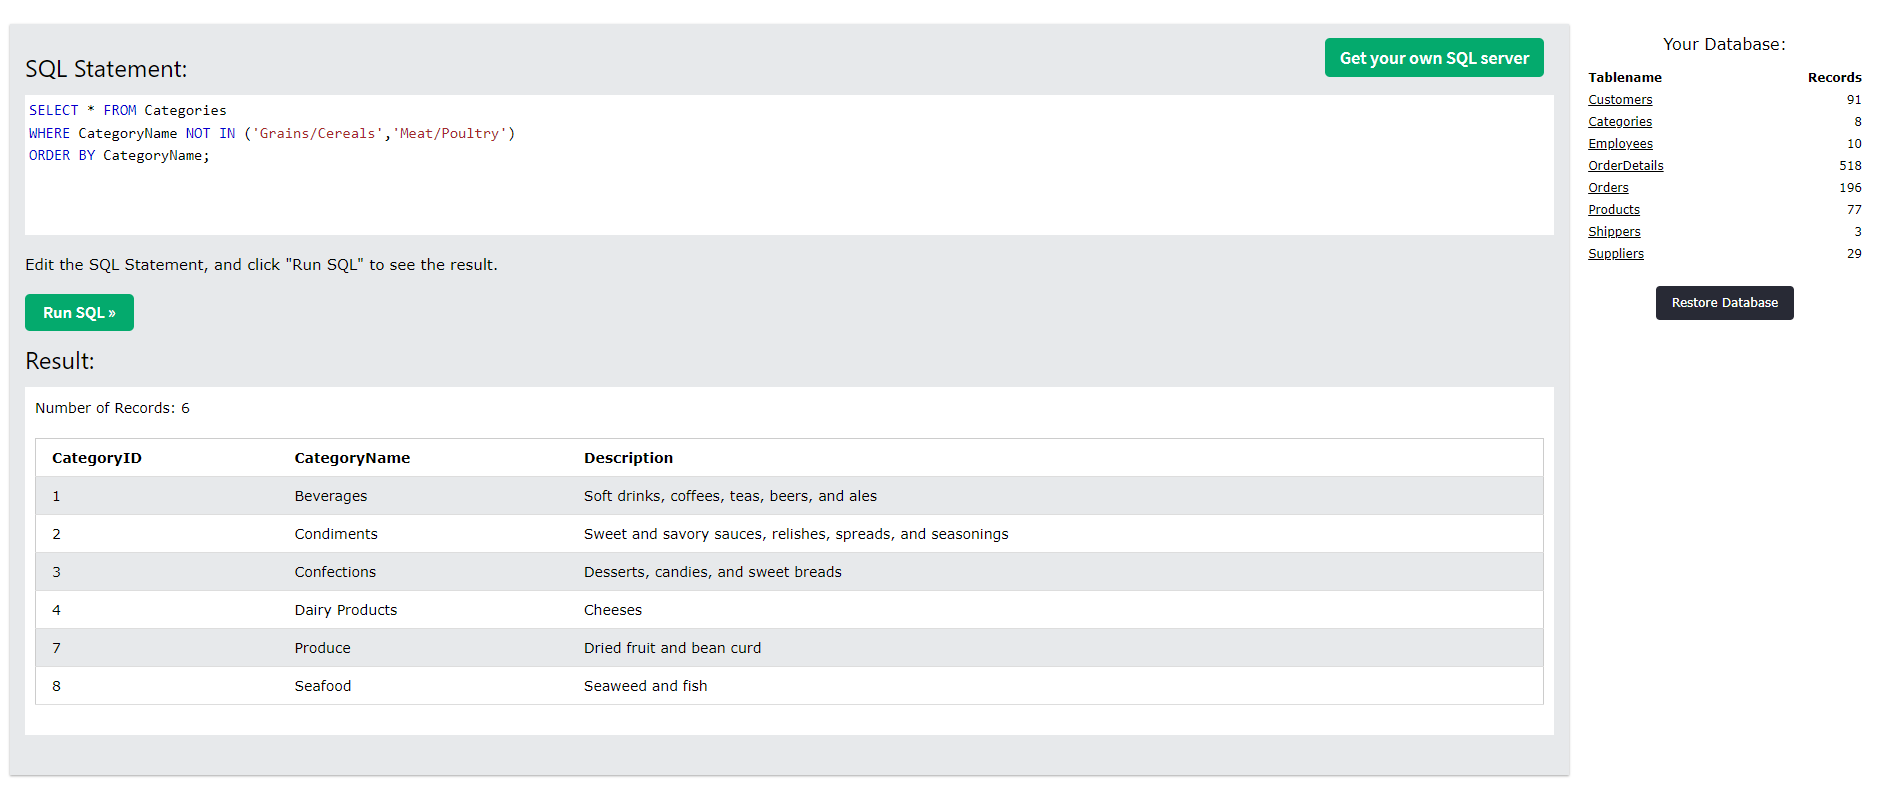 SQL Statement:
Get your own SQL server
SELECT * FROM Categories
WHERE CategoryName NOT IN ('Grains/Cereals','Meat/Poultry')
ORDER BY CategoryName;
Edit the SQL Statement, and click "Run SQL" to see the result.
Run SQL »
Result:
Number of Records: 6
CategoryID CategoryName Description
1 Beverages Soft drinks, coffees, teas, beers, and ales
2 Condiments Sweet and savory sauces, relishes, spreads, and seasonings
3 Confections Desserts, candies, and sweet breads
4 Dairy Products Cheeses
7 Produce Dried fruit and bean curd
8 Seafood Seaweed and fish
Your Database:
Tablename Records
Customers 91
Categories 8
Employees 10
OrderDetails 518
Orders 196
Products 77
Shippers 3
Suppliers 29
Restore Database